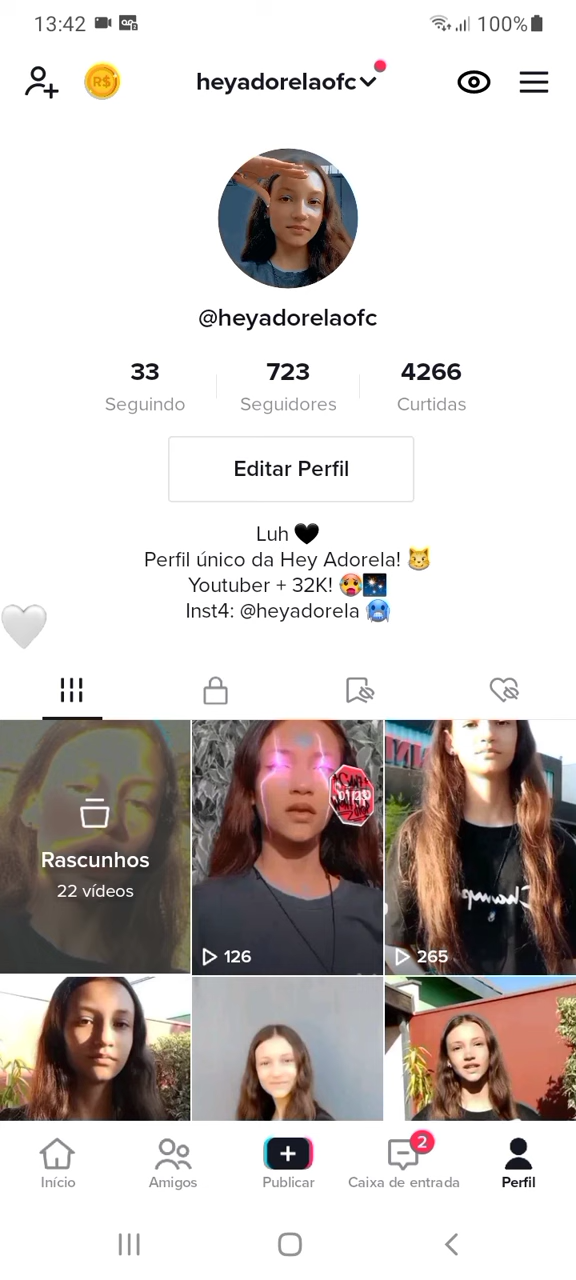 13:42
100%
R$
heyadorelaofc
@heyadorelaofc
33 723 4266
Seguindo Seguidores Curtidas
Editar Perfil
Luh 🖤
Perfil único da Hey Adorela! 😼
Youtuber + 32K! 🥵🎇
Inst4: @heyadorela 🥶
Rascunhos
22 vídeos
126
265
Champ
2
Início Amigos Publicar Caixa de entrada Perfil